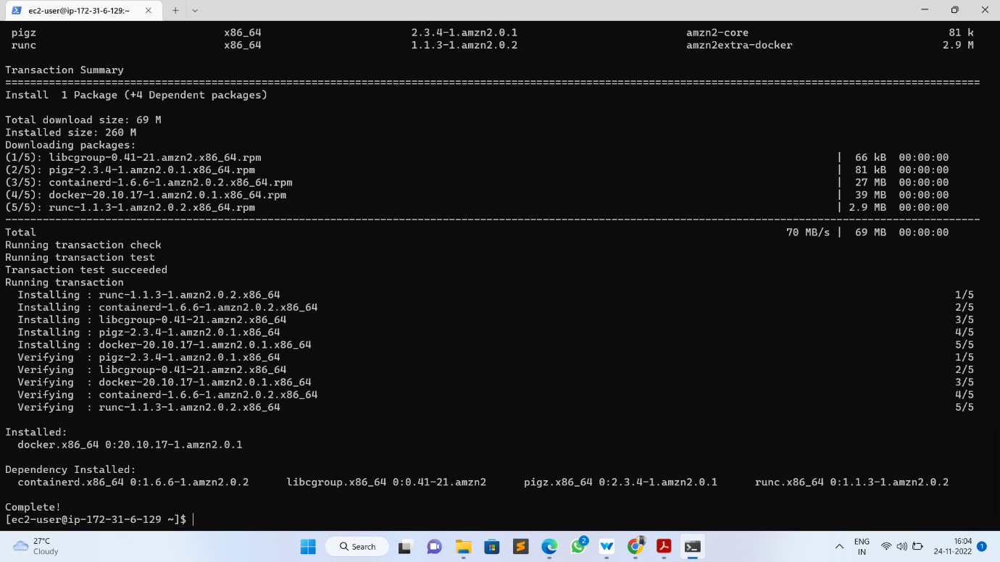 ec2-user@ip-172-31-6-129:~
pigz x86_64 2.3.4-1.amzn2.0.1 amzn2-core 81 k
runc x86_64 1.1.3-1.amzn2.0.2 amzn2extra-docker 2.9 M
Transaction Summary
================================================================================
Install  1 Package (+4 Dependent packages)
Total download size: 69 M
Installed size: 260 M
Downloading packages:
(1/5): libcgroup-0.41-21.amzn2.x86_64.rpm | 66 kB 00:00:00
(2/5): pigz-2.3.4-1.amzn2.0.1.x86_64.rpm | 81 kB 00:00:00
(3/5): containerd-1.6.6-1.amzn2.0.2.x86_64.rpm | 27 MB 00:00:00
(4/5): docker-20.10.17-1.amzn2.0.1.x86_64.rpm | 39 MB 00:00:00
(5/5): runc-1.1.3-1.amzn2.0.2.x86_64.rpm | 2.9 MB 00:00:00
--------------------------------------------------------------------------------
Total 70 MB/s | 69 MB 00:00:00
Running transaction check
Running transaction test
Transaction test succeeded
Running transaction
Installing : runc-1.1.3-1.amzn2.0.2.x86_64 1/5
Installing : containerd-1.6.6-1.amzn2.0.2.x86_64 2/5
Installing : libcgroup-0.41-21.amzn2.x86_64 3/5
Installing : pigz-2.3.4-1.amzn2.0.1.x86_64 4/5
Installing : docker-20.10.17-1.amzn2.0.1.x86_64 5/5
Verifying : pigz-2.3.4-1.amzn2.0.1.x86_64 1/5
Verifying : libcgroup-0.41-21.amzn2.x86_64 2/5
Verifying : docker-20.10.17-1.amzn2.0.1.x86_64 3/5
Verifying : containerd-1.6.6-1.amzn2.0.2.x86_64 4/5
Verifying : runc-1.1.3-1.amzn2.0.2.x86_64 5/5
Installed:
docker.x86_64 0:20.10.17-1.amzn2.0.1
Dependency Installed:
containerd.x86_64 0:1.6.6-1.amzn2.0.2 libcgroup.x86_64 0:0.41-21.amzn2 pigz.x86_64 0:2.3.4-1.amzn2.0.1 runc.x86_64 0:1.1.3-1.amzn2.0.2
Complete!
[ec2-user@ip-172-31-6-129 ~]$
27°C
Cloudy
Search
2
ENG
IN
16:04
24-11-2022
1